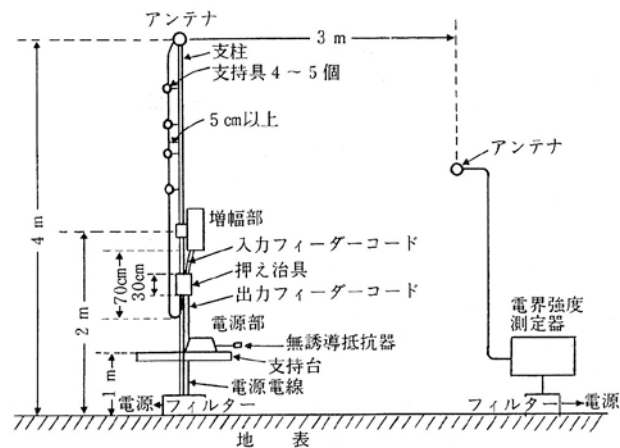 アンテナ
3 m
支柱
支持具4～5個
5 cm以上
アンテナ
4 m
増幅部
入力フィーダーコード
押え治具
出力フィーダーコード
70cm
30cm
2 m
電源部
無誘導抵抗器
支持台
電源電線
1 m
電界強度
測定器
電源
フィルター
フィルター
電源
地表